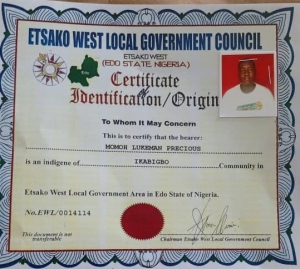 ETSAKO WEST LOCAL GOVERNMENT COUNCIL
ETSAKO WEST
(EDO STATE, NIGERIA)
Certificate
of
Identification/Origin
To Whom It May Concern
This is to certify that the bearer:
MOMOH LUKEMAN PRECIOUS
is an indigene of IKABIGBO Community in
Etsako West Local Government Area in Edo State of Nigeria.
No.EWL/0014114
This document is not
transferable
Chairman Etsako West Local Government Council